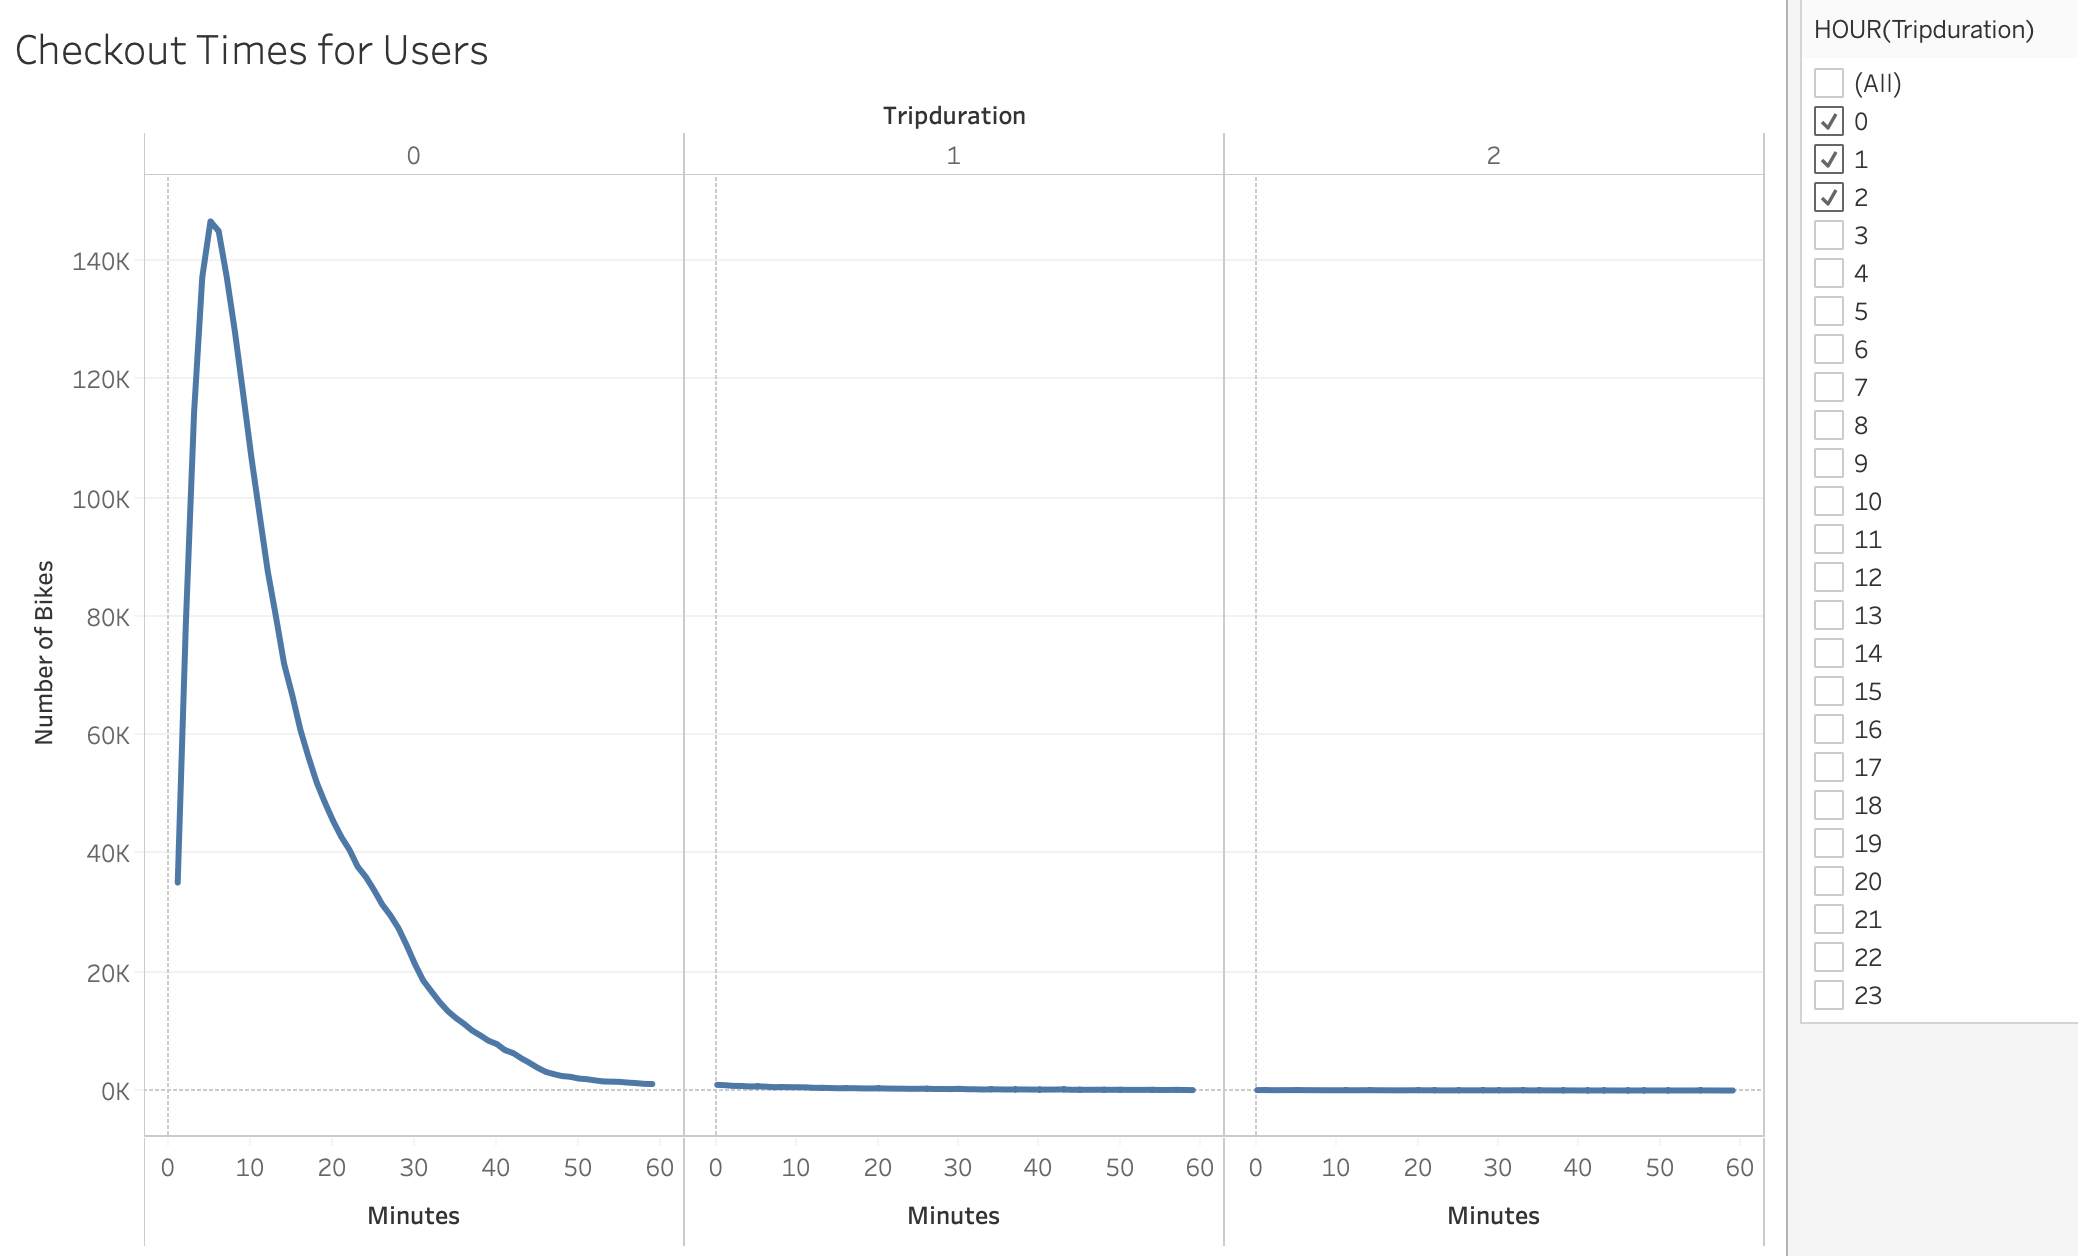 Checkout Times for Users
Tripduration
0 1 2
Number of Bikes
140K
120K
100K
80K
60K
40K
20K
0K
0 10 20 30 40 50 60 0 10 20 30 40 50 60 0 10 20 30 40 50 60
Minutes Minutes Minutes
HOUR(Tripduration)
(All)
0
1
2
3
4
5
6
7
8
9
10
11
12
13
14
15
16
17
18
19
20
21
22
23